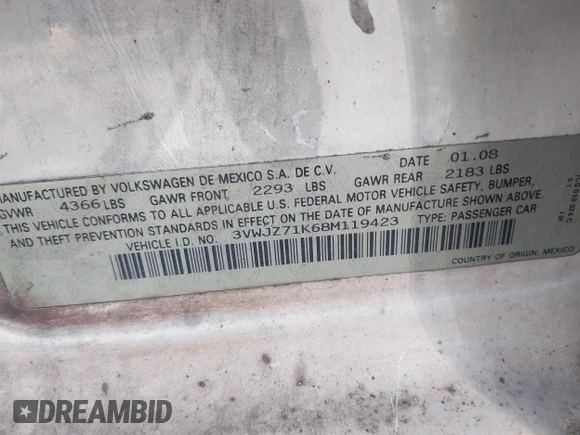 MANUFACTURED BY VOLKSWAGEN DE MEXICO S.A. DE C.V. DATE 01.08
GVWR 4366 LBS GAWR FRONT 2293 LBS GAWR REAR 2183 LBS
THIS VEHICLE CONFORMS TO ALL APPLICABLE U.S. FEDERAL MOTOR VEHICLE SAFETY, BUMPER,
AND THEFT PREVENTION STANDARDS IN EFFECT ON THE DATE OF MANUFACTURE SHOWN ABOVE.
VEHICLE I.D. NO. 3VWJZ71K68M119423 TYPE: PASSENGER CAR
COUNTRY OF ORIGIN: MEXICO
DREAMBID